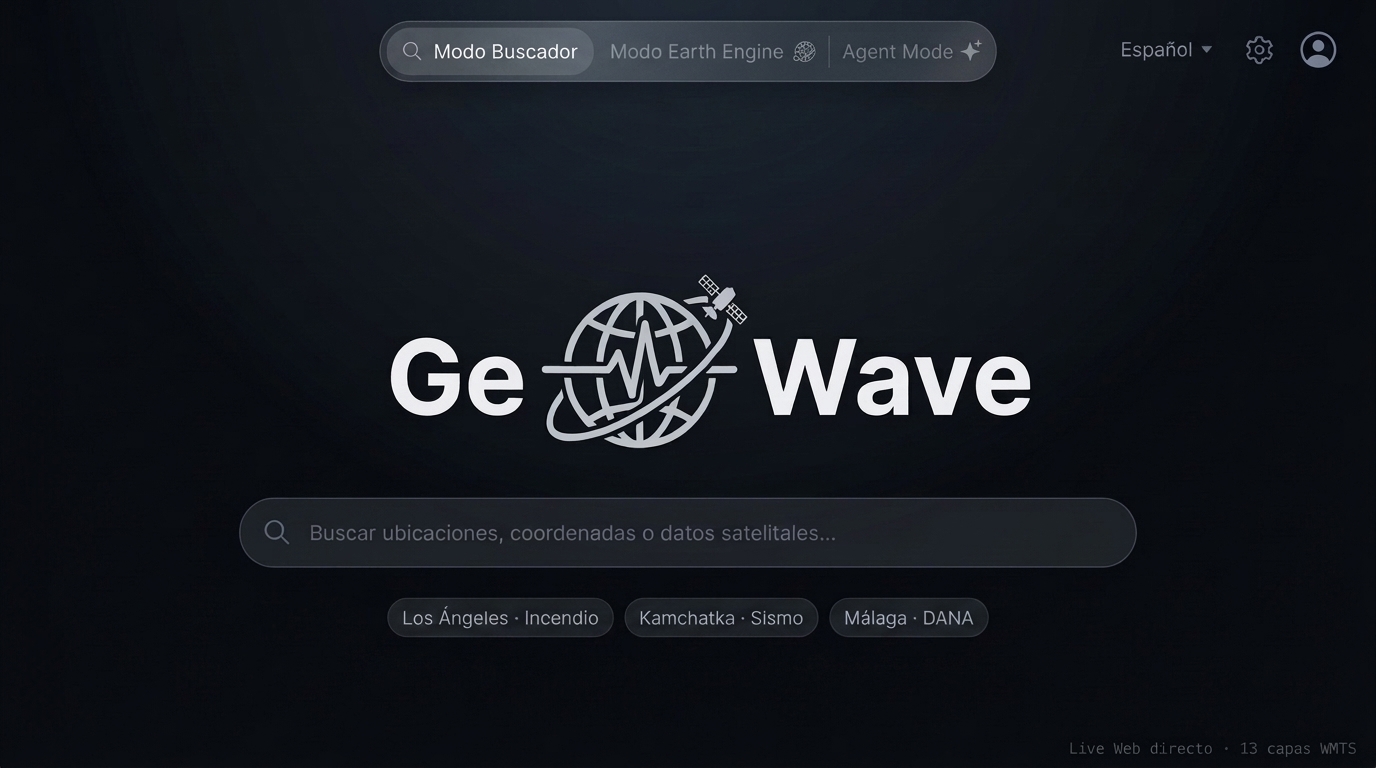 Modo Buscador
Modo Earth Engine
Agent Mode
Español
Ge Wave
Buscar ubicaciones, coordenadas o datos satelitales...
Los Ángeles · Incendio
Kamchatka · Sismo
Málaga · DANA
Live Web directo · 13 capas WMTS